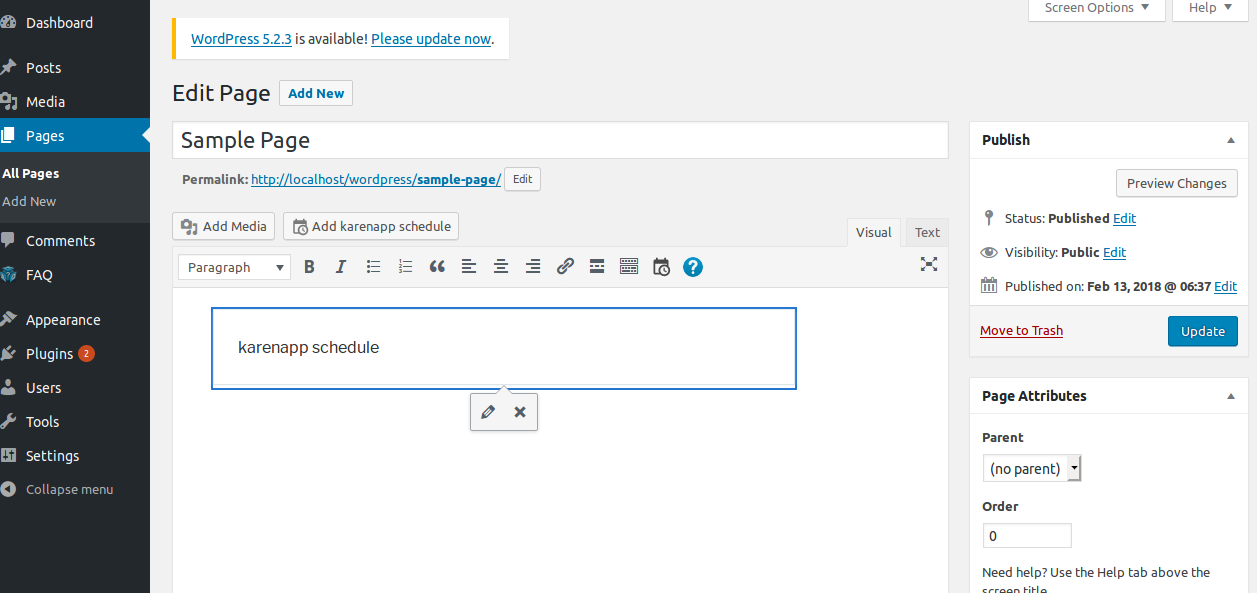 Dashboard
Posts
Media
Pages
All Pages
Add New
Comments
FAQ
Appearance
Plugins 2
Users
Tools
Settings
Collapse menu
Screen Options
Help
WordPress 5.2.3 is available! Please update now.
Edit Page Add New
Sample Page
Permalink: http://localhost/wordpress/sample-page/ Edit
Add Media Add karenapp schedule
Visual Text
Paragraph B I ?
karenapp schedule
Publish
Preview Changes
Status: Published Edit
Visibility: Public Edit
Published on: Feb 13, 2018 @ 06:37 Edit
Move to Trash Update
Page Attributes
Parent
(no parent)
Order
0
Need help? Use the Help tab above the
screen title.